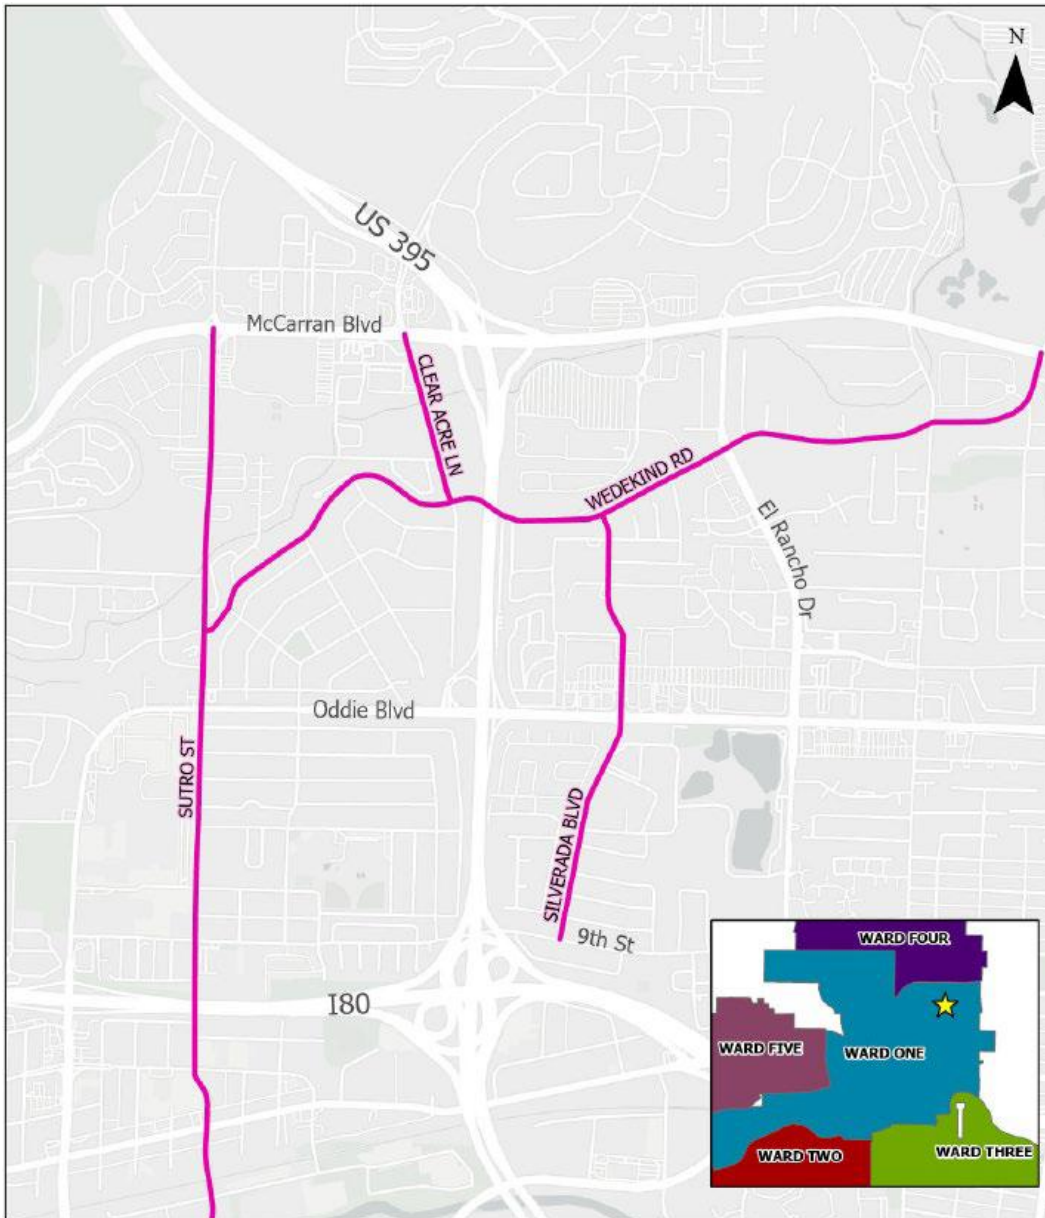 N
US 395
McCarran Blvd
CLEAR ACRE LN
WEDEKIND RD
El Rancho Dr
Oddie Blvd
SUTRO ST
SILVERADA BLVD
9th St
I80
WARD FOUR
WARD FIVE
WARD ONE
WARD TWO
WARD THREE